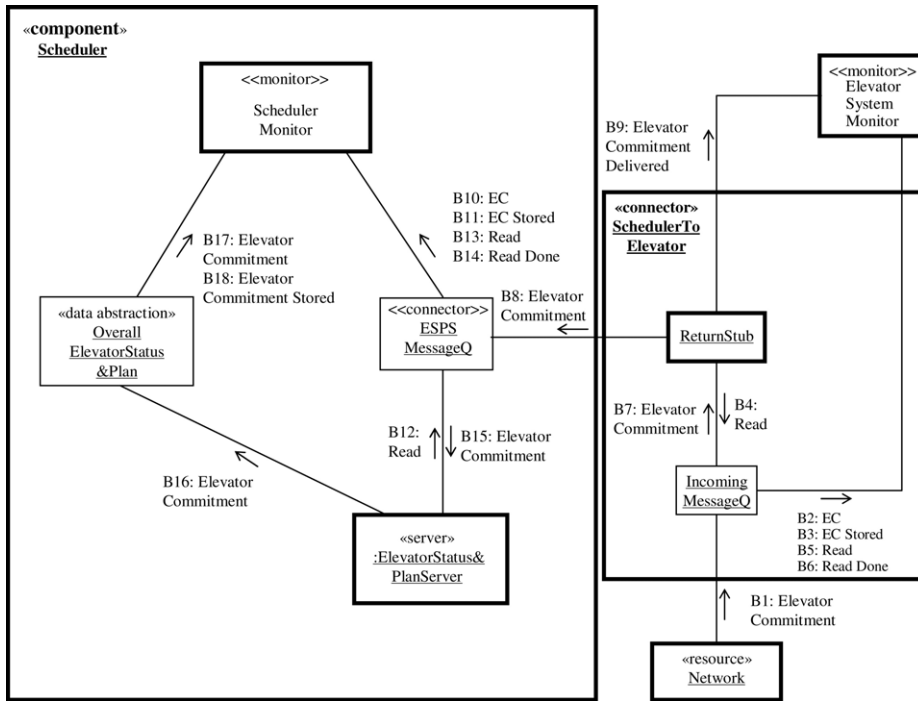 «component»
Scheduler
<<monitor>>
Scheduler
Monitor
<<monitor>>
Elevator
System
Monitor
B9: Elevator
Commitment
Delivered
B10: EC
B11: EC Stored
B13: Read
B14: Read Done
B17: Elevator
Commitment
B18: Elevator
Commitment Stored
«connector»
SchedulerTo
Elevator
B8: Elevator
Commitment
«data abstraction»
Overall
ElevatorStatus
&Plan
<<connector>>
ESPS
MessageQ
ReturnStub
B7: Elevator
Commitment
B4:
Read
B12:
Read
B15: Elevator
Commitment
B16: Elevator
Commitment
Incoming
MessageQ
B2: EC
B3: EC Stored
B5: Read
B6: Read Done
«server»
:ElevatorStatus&
PlanServer
B1: Elevator
Commitment
«resource»
Network